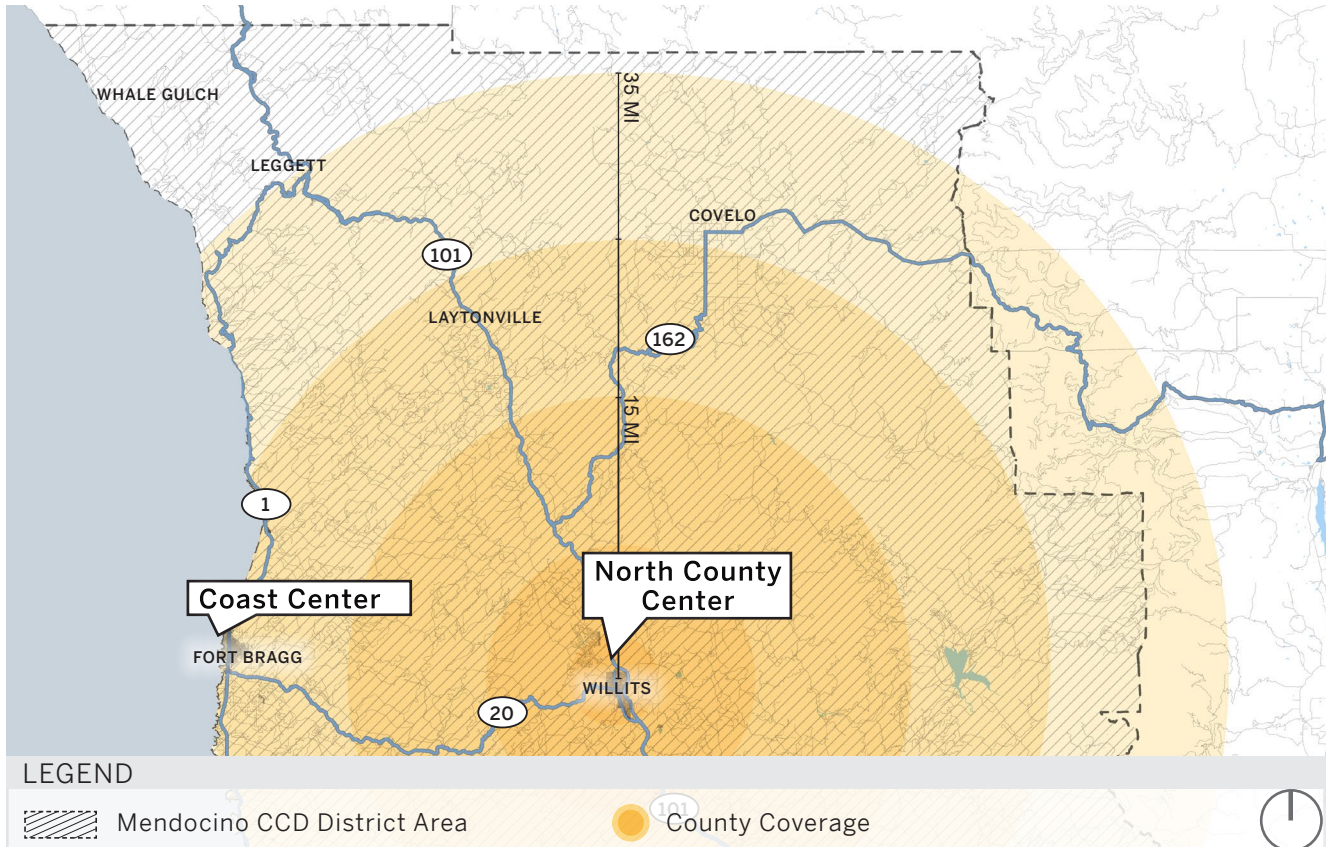 35 MI
WHALE GULCH
LEGGETT
COVELO
101
LAYTONVILLE
162
15 MI
1
North County
Center
Coast Center
FORT BRAGG
WILLITS
20
LEGEND
101
Mendocino CCD District Area
County Coverage